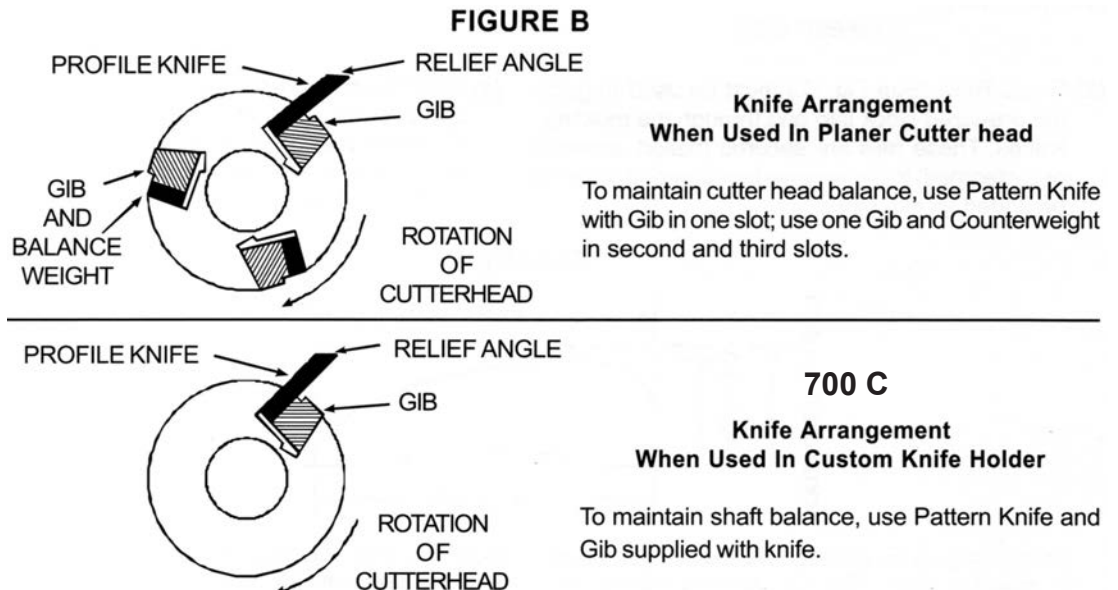 FIGURE B
PROFILE KNIFE
RELIEF ANGLE
GIB
GIB
AND
BALANCE
WEIGHT
ROTATION
OF
CUTTERHEAD
Knife Arrangement
When Used In Planer Cutter head
To maintain cutter head balance, use Pattern Knife
with Gib in one slot; use one Gib and Counterweight
in second and third slots.
PROFILE KNIFE
RELIEF ANGLE
GIB
ROTATION
OF
CUTTERHEAD
700 C
Knife Arrangement
When Used In Custom Knife Holder
To maintain shaft balance, use Pattern Knife and
Gib supplied with knife.